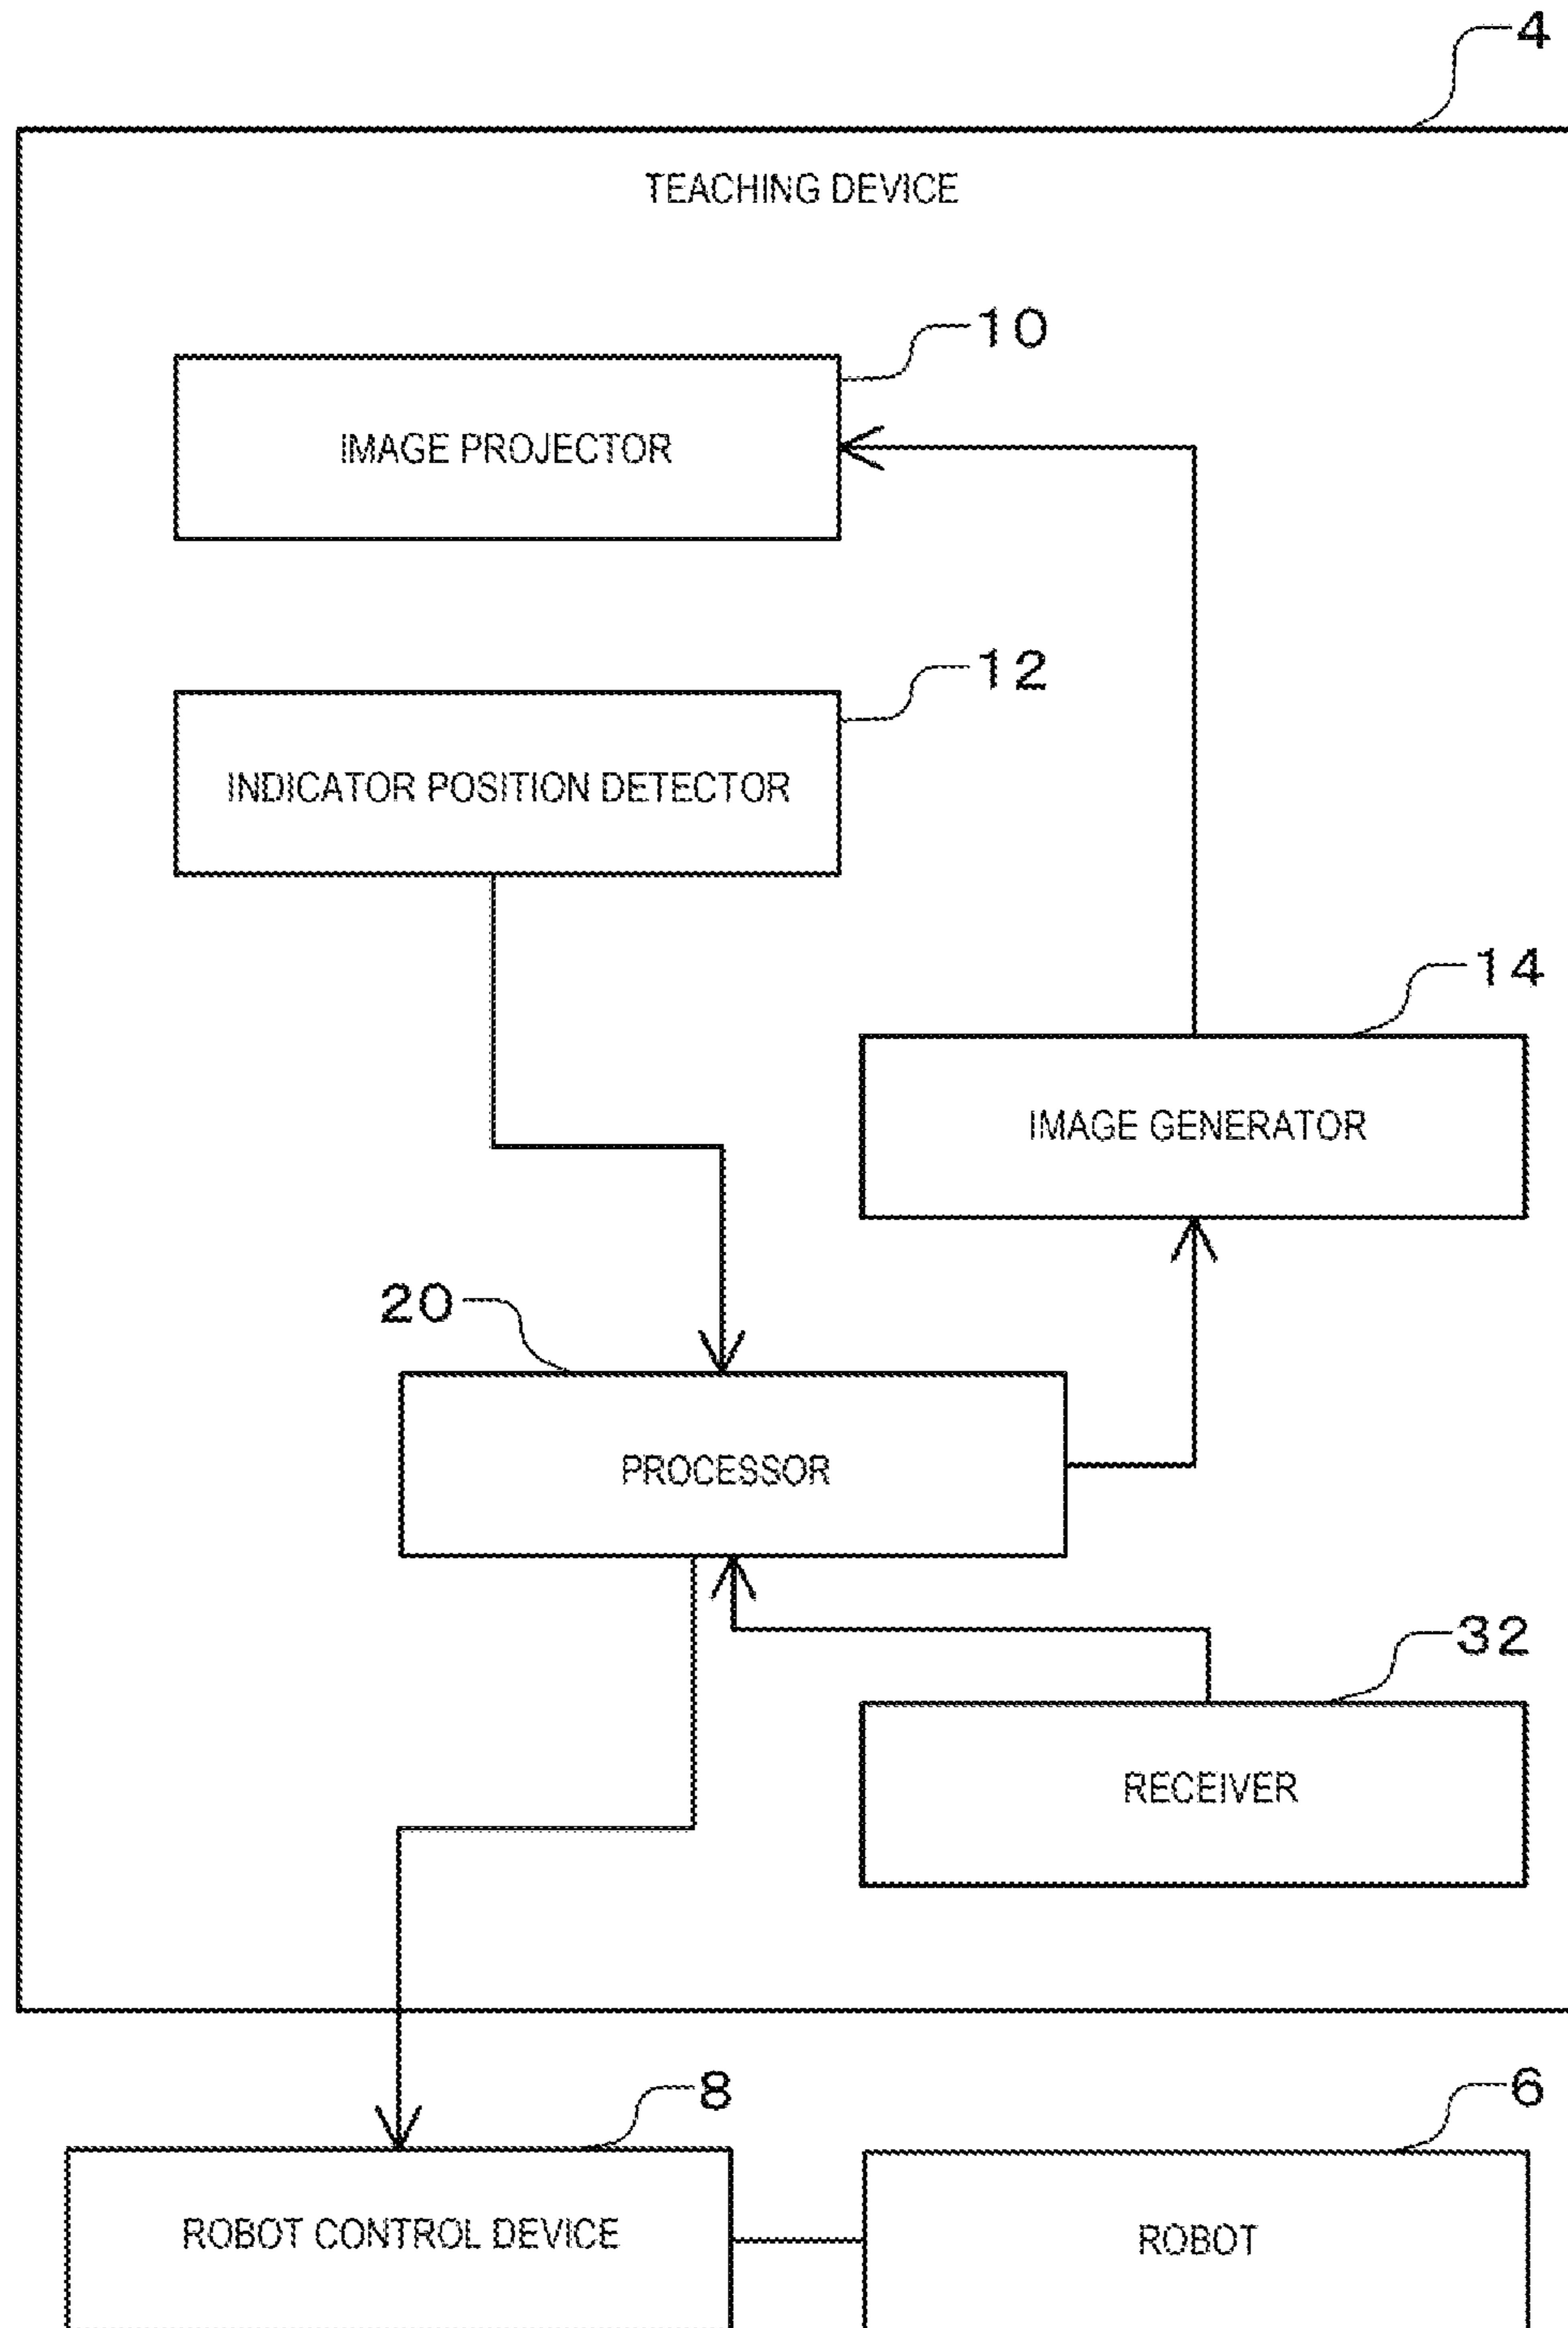 4
TEACHING DEVICE
10
IMAGE PROJECTOR
12
INDICATOR POSITION DETECTOR
14
IMAGE GENERATOR
20
PROCESSOR
32
RECEIVER
8
6
ROBOT CONTROL DEVICE
ROBOT